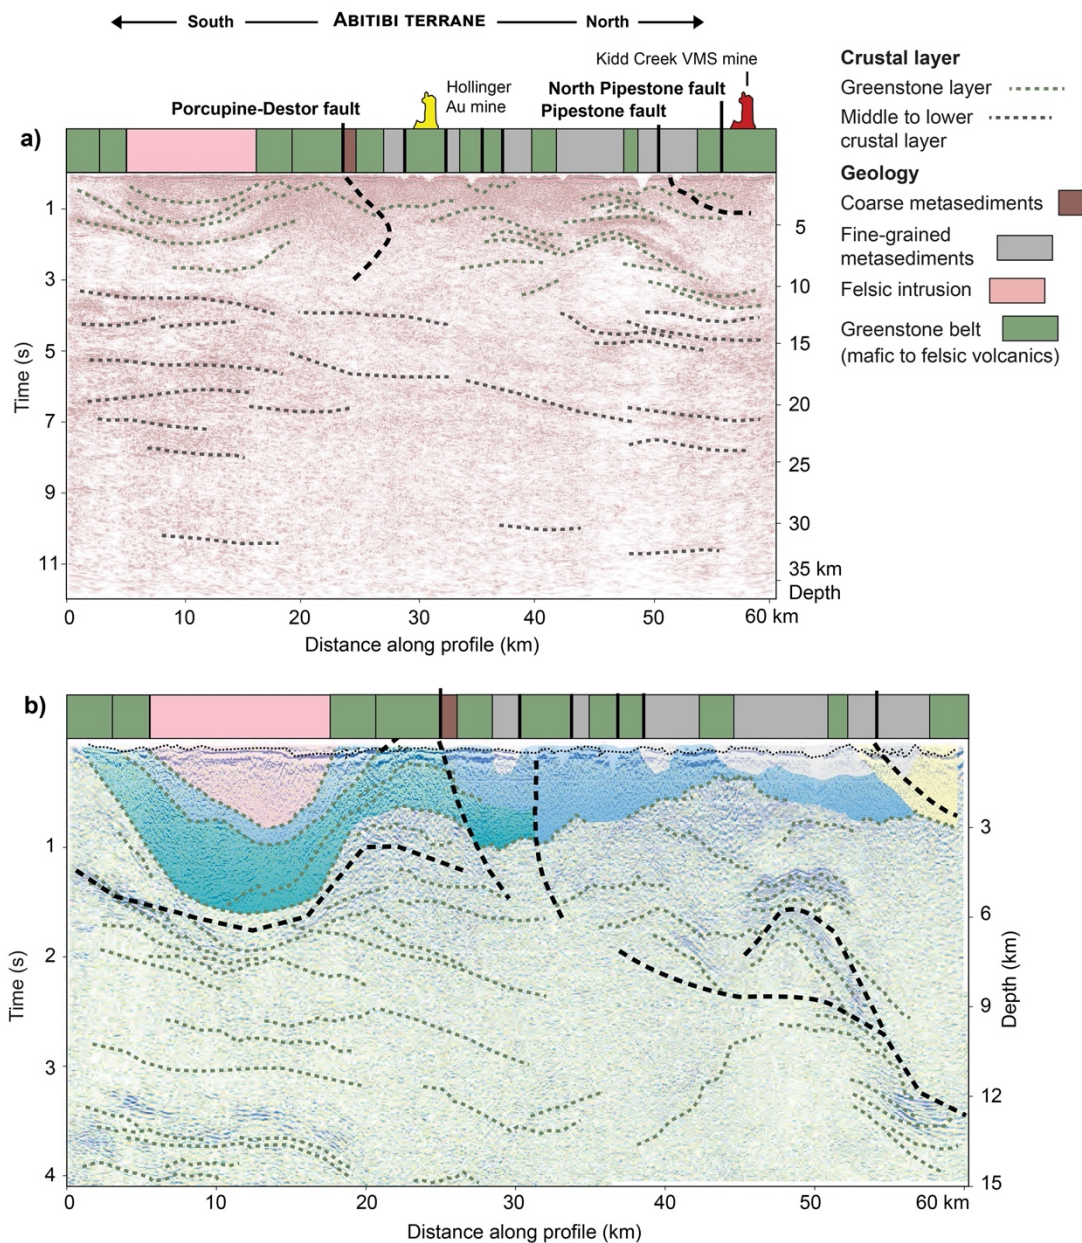 South ABITIBI TERRANE North
Kidd Creek VMS mine
Hollinger
Au mine
North Pipestone fault
Porcupine-Destor fault
Pipestone fault
a)
1
3
5
7
9
11
Time (s)
5
10
15
20
25
30
35 km
Depth
0 10 20 30 40 50 60 km
Distance along profile (km)
Crustal layer
Greenstone layer
Middle to lower
crustal layer
Geology
Coarse metasediments
Fine-grained
metasediments
Felsic intrusion
Greenstone belt
(mafic to felsic volcanics)
b)
1
2
3
4
Time (s)
3
6
9
12
15
Depth (km)
0 10 20 30 40 50 60 km
Distance along profile (km)